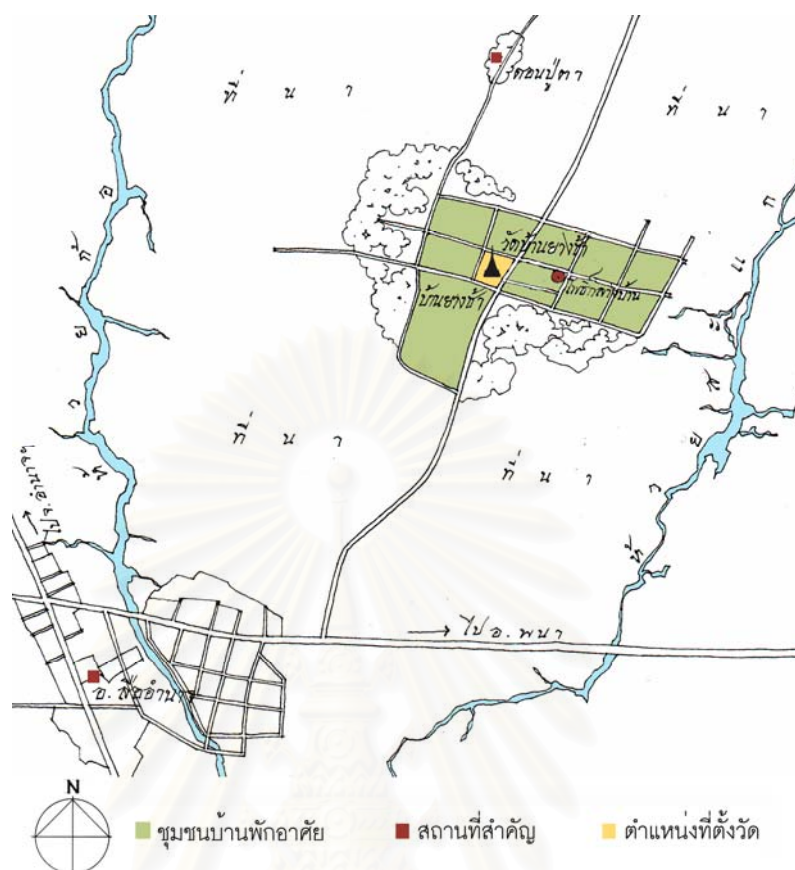 ดอนปู่ตา
ที่ นา
ที่ นา
วัดบ้านยางช้า
บ้านยางช้า
ที่ นา
ที่ นา
→ ไป อ. พนา
อ. ลืออำนาจ
N
ชุมชนบ้านพักอาศัย
สถานที่สำคัญ
ตำแหน่งที่ตั้งวัด